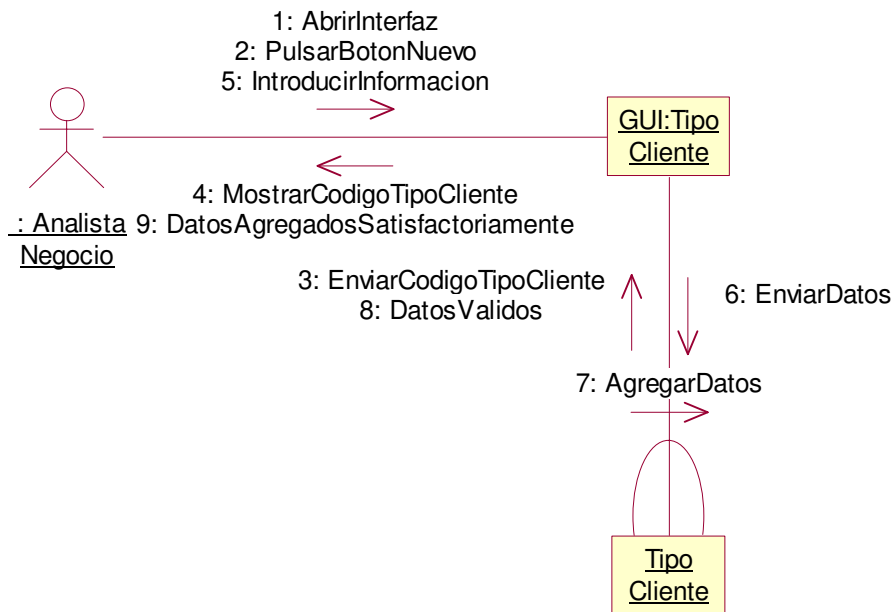 1: AbrirInterfaz
2: PulsarBotonNuevo
5: IntroducirInformacion
GUI:Tipo
Cliente
4: MostrarCodigoTipoCliente
9: DatosAgregadosSatisfactoriamente
: Analista
Negocio
3: EnviarCodigoTipoCliente
8: DatosValidos
6: EnviarDatos
7: AgregarDatos
Tipo
Cliente